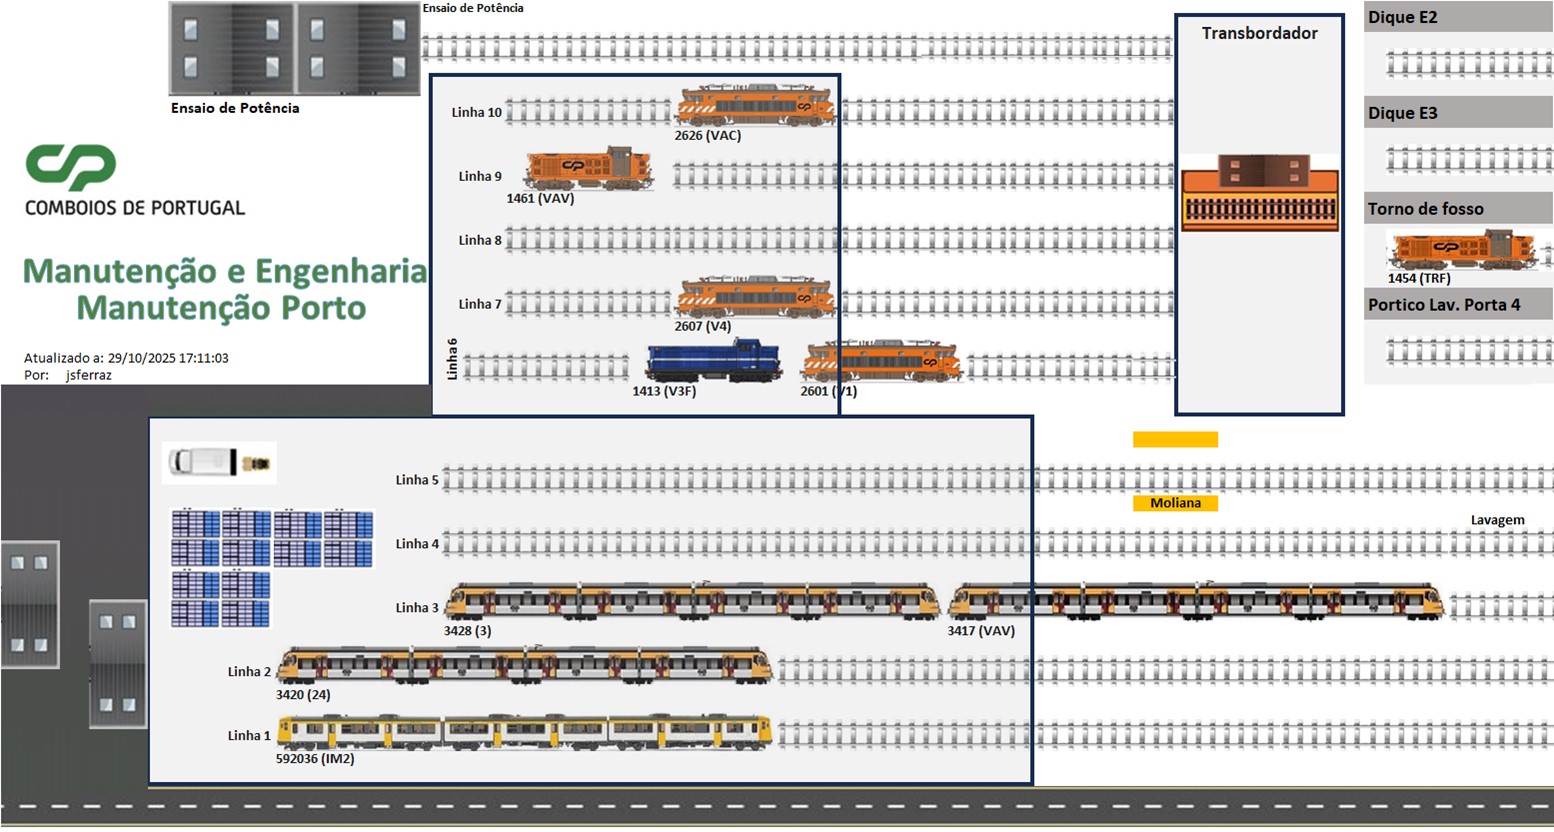 Ensaio de Potência
Ensaio de Potência
COMBOIOS DE PORTUGAL
Manutenção e Engenharia
Manutenção Porto
Atualizado a: 29/10/2025 17:11:03
Por: jsferraz
Linha 10
2626 (VAC)
Linha 9
1461 (VAV)
Linha 8
Linha 7
2607 (V4)
Linha 6
1413 (V3F)
2601 (V1)
Transbordador
Dique E2
Dique E3
Torno de fosso
1454 (TRF)
Portico Lav. Porta 4
Linha 5
Moliana
Lavagem
Linha 4
Linha 3
3428 (3)
3417 (VAV)
Linha 2
3420 (24)
Linha 1
592036 (IM2)